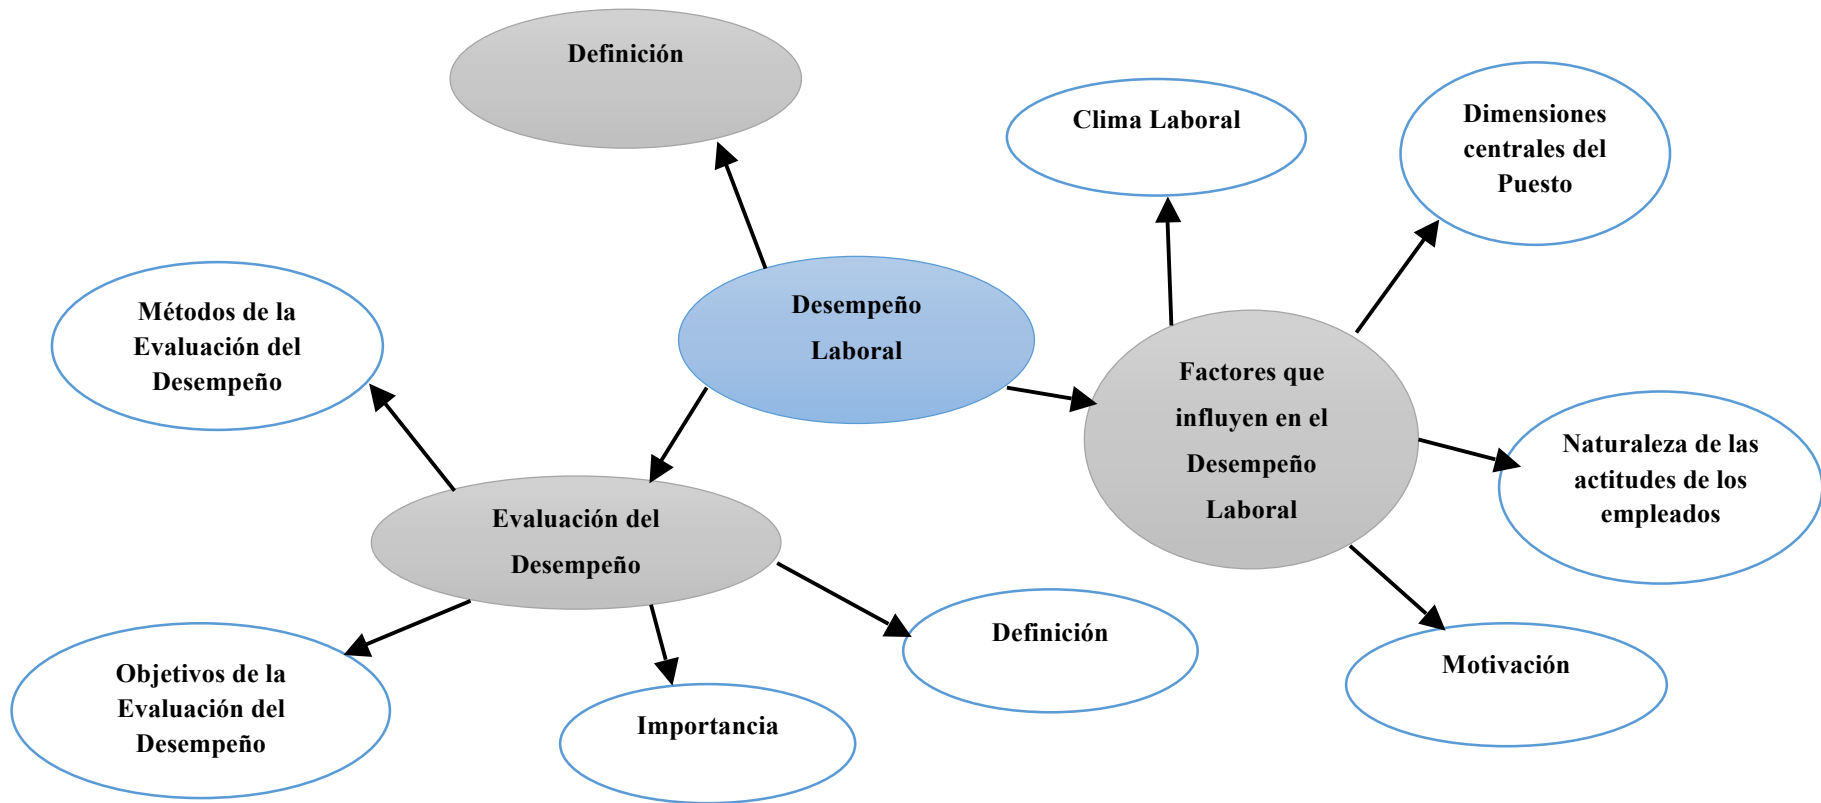 Definición
Clima Laboral
Dimensiones
centrales del
Puesto
Métodos de la
Evaluación del
Desempeño
Desempeño
Laboral
Factores que
influyen en el
Desempeño
Laboral
Naturaleza de las
actitudes de los
empleados
Evaluación del
Desempeño
Definición
Motivación
Objetivos de la
Evaluación del
Desempeño
Importancia